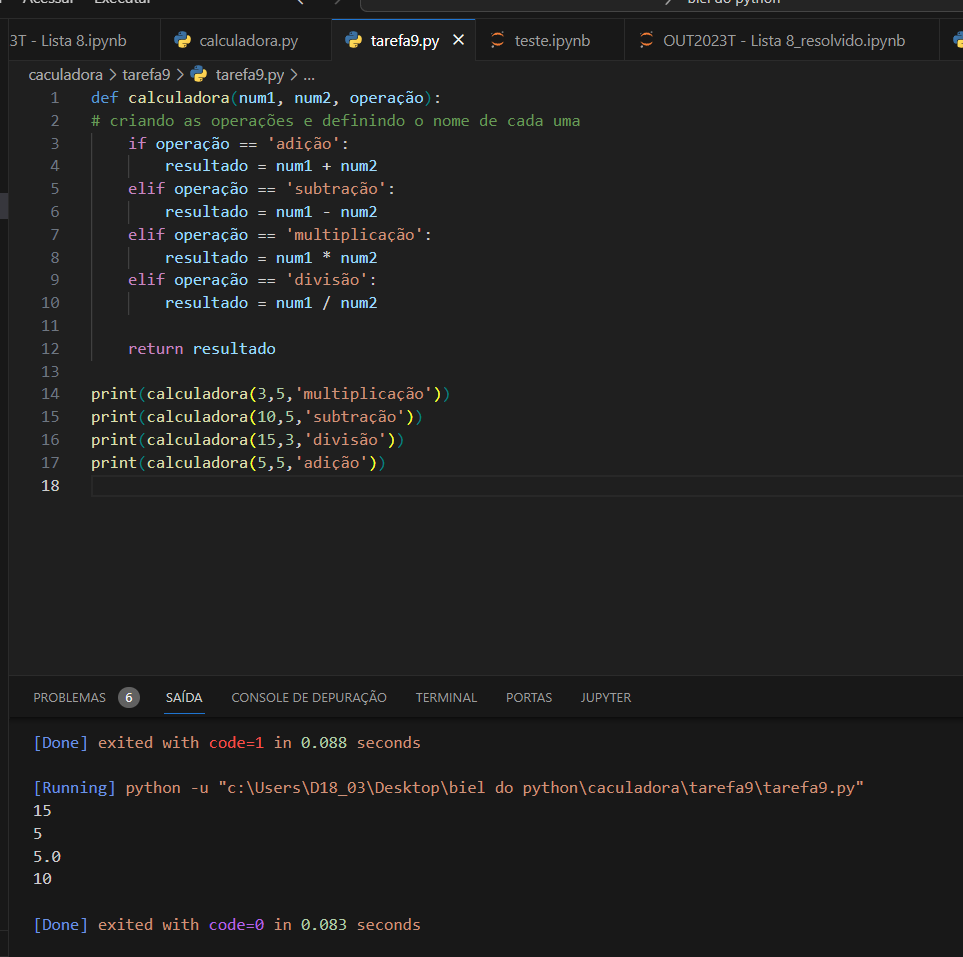 Acessar Executar biel do python
3T - Lista 8.ipynb calculadora.py tarefa9.py × teste.ipynb OUT2023T - Lista 8_resolvido.ipynb
caculadora > tarefa9 > tarefa9.py > ...
1 def calculadora(num1, num2, operação):
2 # criando as operações e definindo o nome de cada uma
3 if operação == 'adição':
4 resultado = num1 + num2
5 elif operação == 'subtração':
6 resultado = num1 - num2
7 elif operação == 'multiplicação':
8 resultado = num1 * num2
9 elif operação == 'divisão':
10 resultado = num1 / num2
11
12 return resultado
13
14 print(calculadora(3,5,'multiplicação'))
15 print(calculadora(10,5,'subtração'))
16 print(calculadora(15,3,'divisão'))
17 print(calculadora(5,5,'adição'))
18
PROBLEMAS 6 SAÍDA CONSOLE DE DEPURAÇÃO TERMINAL PORTAS JUPYTER
[Done] exited with code=1 in 0.088 seconds
[Running] python -u "c:\Users\D18_03\Desktop\biel do python\caculadora\tarefa9\tarefa9.py"
15
5
5.0
10
[Done] exited with code=0 in 0.083 seconds